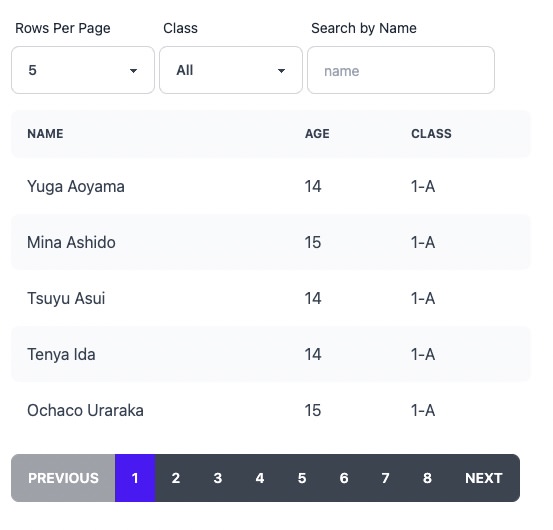 Rows Per Page Class Search by Name
5 All name
NAME AGE CLASS
Yuga Aoyama 14 1-A
Mina Ashido 15 1-A
Tsuyu Asui 14 1-A
Tenya Ida 14 1-A
Ochaco Uraraka 15 1-A
PREVIOUS 1 2 3 4 5 6 7 8 NEXT